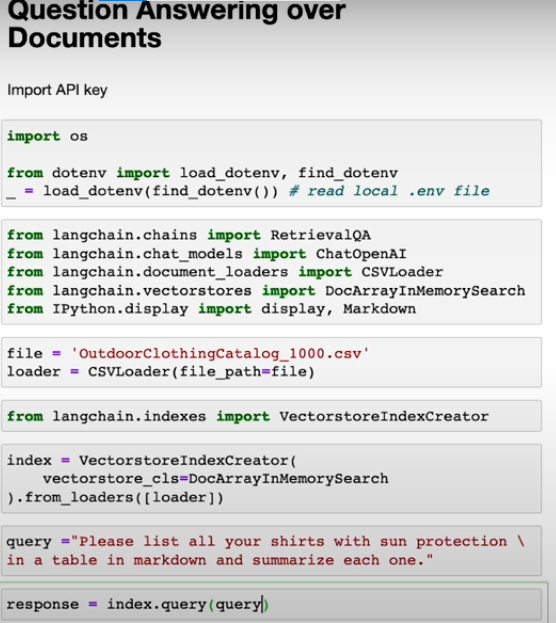 Question Answering over
Documents
Import API key
import os
from dotenv import load_dotenv, find_dotenv
_ = load_dotenv(find_dotenv()) # read local .env file
from langchain.chains import RetrievalQA
from langchain.chat_models import ChatOpenAI
from langchain.document_loaders import CSVLoader
from langchain.vectorstores import DocArrayInMemorySearch
from IPython.display import display, Markdown
file = 'OutdoorClothingCatalog_1000.csv'
loader = CSVLoader(file_path=file)
from langchain.indexes import VectorstoreIndexCreator
index = VectorstoreIndexCreator(
    vectorstore_cls=DocArrayInMemorySearch
).from_loaders([loader])
query ="Please list all your shirts with sun protection \
in a table in markdown and summarize each one."
response = index.query(query)